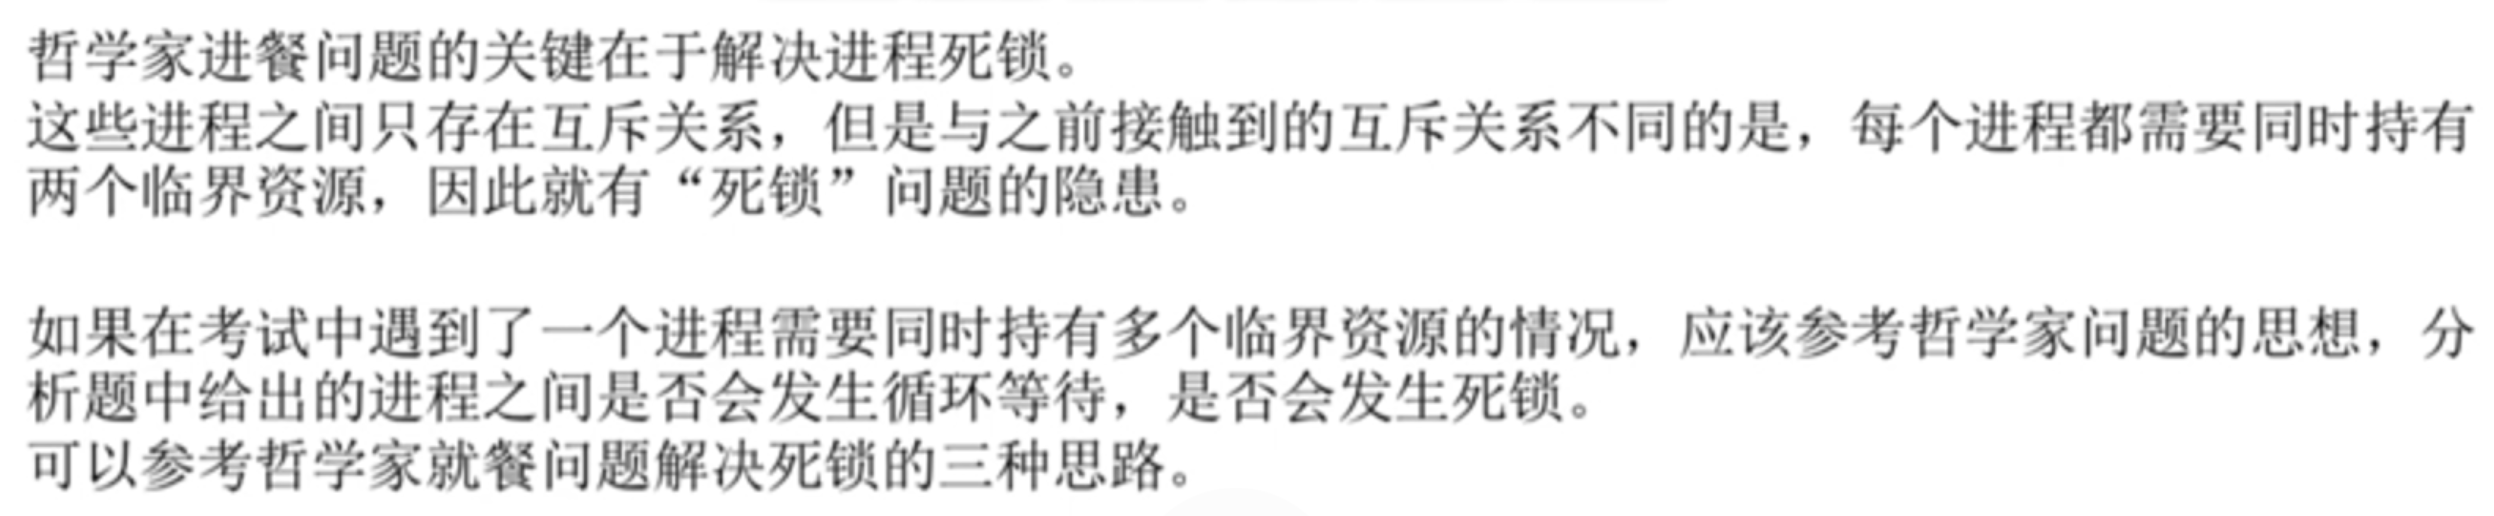 哲学家进餐问题的关键在于解决进程死锁。
这些进程之间只存在互斥关系，但是与之前接触到的互斥关系不同的是，每个进程都需要同时持有
两个临界资源，因此就有“死锁”问题的隐患。
如果在考试中遇到了一个进程需要同时持有多个临界资源的情况，应该参考哲学家问题的思想，分
析题中给出的进程之间是否会发生循环等待，是否会发生死锁。
可以参考哲学家就餐问题解决死锁的三种思路。